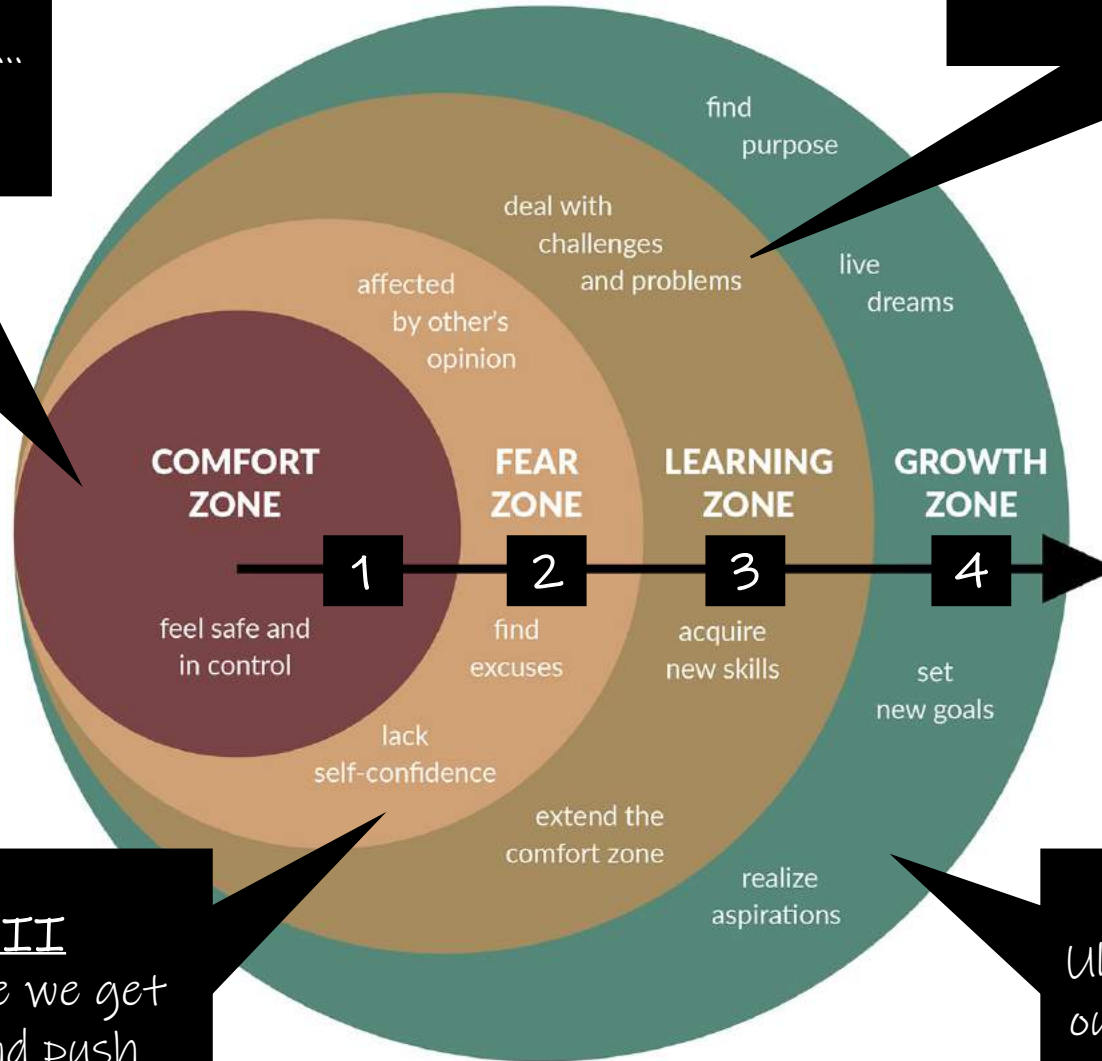 ...
find
purpose
deal with
challenges
and problems
live
dreams
affected
by other's
opinion
COMFORT
ZONE
FEAR
ZONE
LEARNING
ZONE
GROWTH
ZONE
1
2
3
4
feel safe and
in control
find
excuses
acquire
new skills
set
new goals
lack
self-confidence
extend the
comfort zone
realize
aspirations
II
we get
push